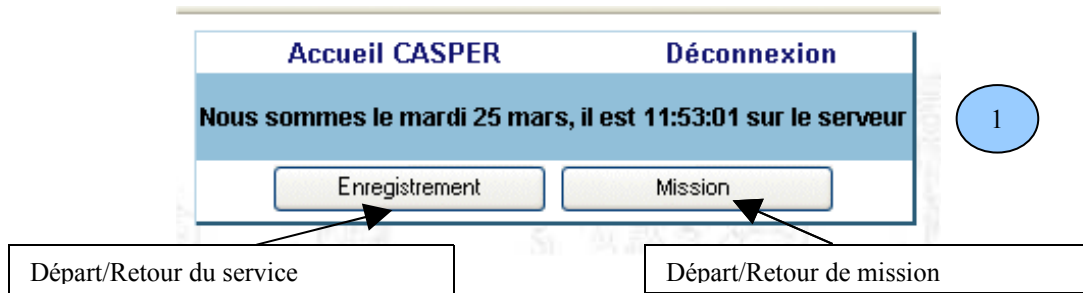 Accueil CASPER Déconnexion
Nous sommes le mardi 25 mars, il est 11:53:01 sur le serveur
1
Enregistrement Mission
Départ/Retour du service Départ/Retour de mission